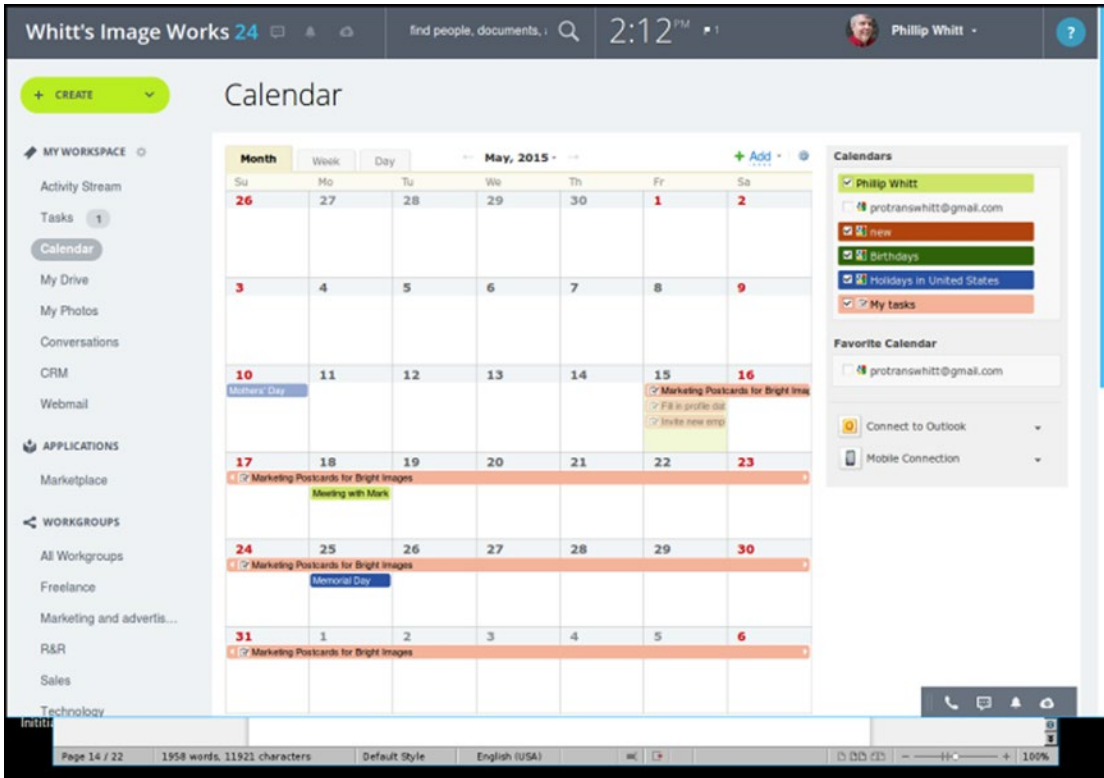 Whitt's Image Works 24 find people, documents, 2:12 PM 1 Phillip Whitt ?
+ CREATE
Calendar
MY WORKSPACE
Activity Stream
Tasks 1
Calendar
My Drive
My Photos
Conversations
CRM
Webmail
APPLICATIONS
Marketplace
WORKGROUPS
All Workgroups
Freelance
Marketing and advertis...
R&R
Sales
Technology
Month Week Day May, 2015 + Add
Su Mo Tu We Th Fr Sa
26 27 28 29 30 1 2
3 4 5 6 7 8 9
10 11 12 13 14 15 16
Mothers' Day Marketing Postcards for Bright Imag
Fill in profile dat
Invite new emp
17 18 19 20 21 22 23
Marketing Postcards for Bright Images
Meeting with Mark
24 25 26 27 28 29 30
Marketing Postcards for Bright Images
Memorial Day
31 1 2 3 4 5 6
Marketing Postcards for Bright Images
Calendars
Phillip Whitt
protranswhitt@gmail.com
new
Birthdays
Holidays in United States
My tasks
Favorite Calendar
protranswhitt@gmail.com
Connect to Outlook
Mobile Connection
Page 14 / 22 1958 words, 11921 characters Default Style English (USA) 100%